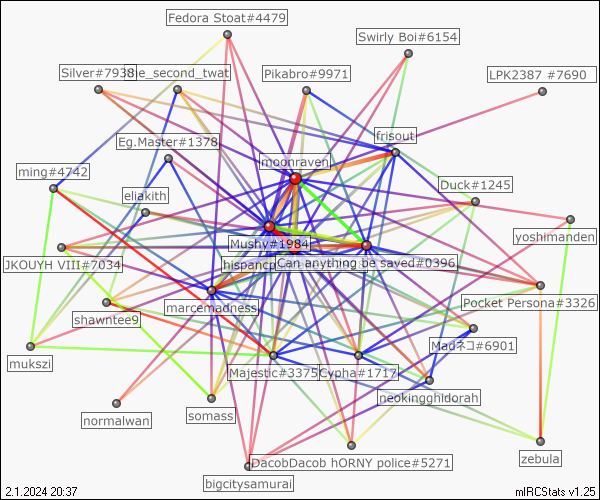 Fedora Stoat#4479
Swirly Boi#6154
Silver#7938
he_second_twat
Pikabro#9971
LPK2387 #7690
Eg.Master#1378
frisout
moonraven
ming#4742
Duck#1245
eliakith
yoshimanden
Mushy#1984
JKOUYH VIII#7034
hispancp
Can anything be saved#0396
Pocket Persona#3326
marcemadness
shawntee9
Madネコ#6901
mukszi
Majestic#3375
Cypha#1717
neokingghidorah
normalwan
somass
DacobDacob hORNY police#5271
zebula
bigcitysamurai
2.1.2024 20:37
mIRCStats v1.25